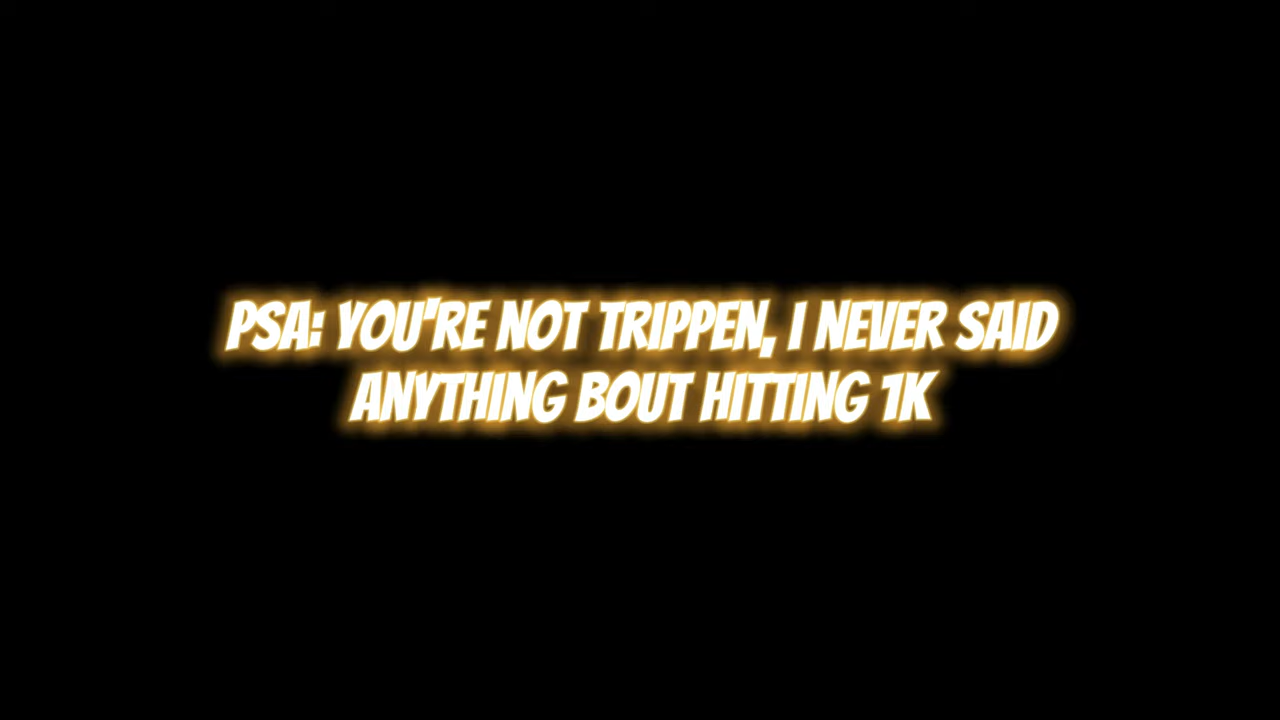 PSA: YOU'RE NOT TRIPPEN, I NEVER SAID
ANYTHING BOUT HITTING 1K